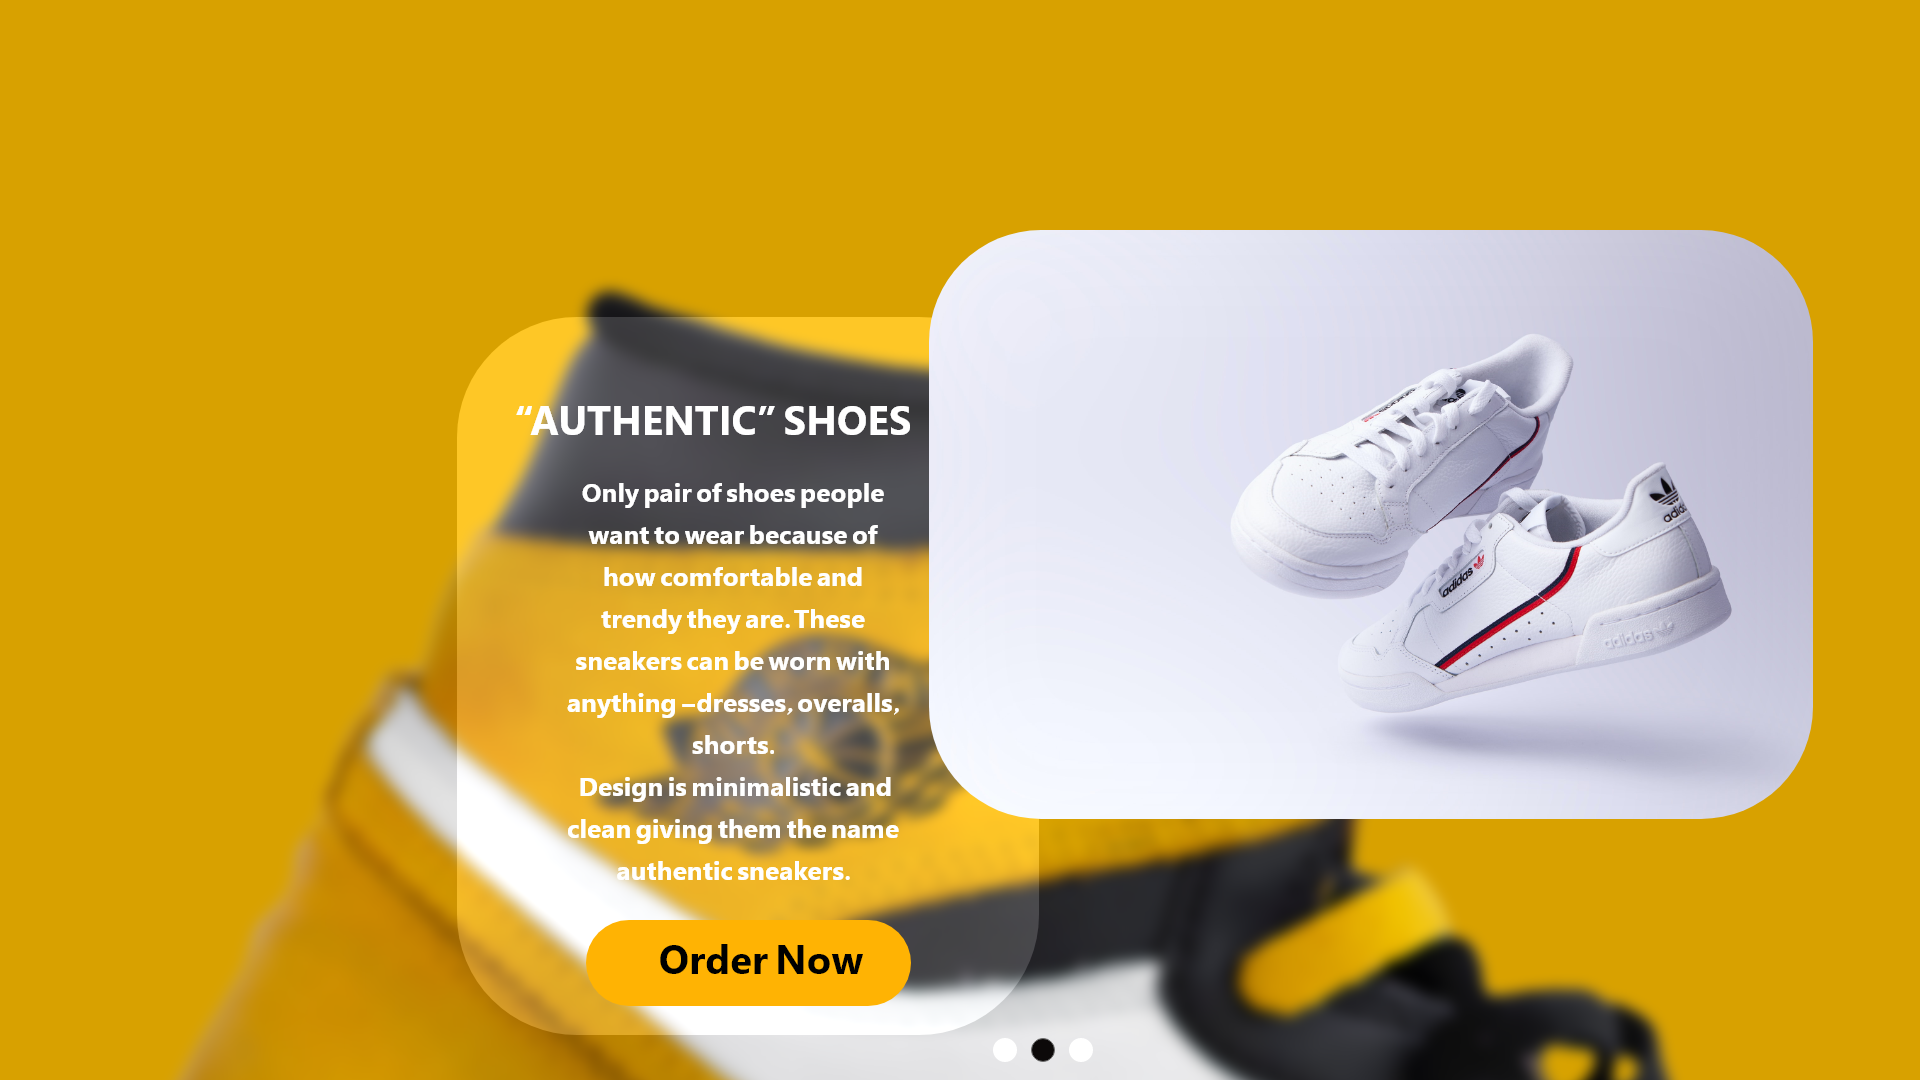 “AUTHENTIC” SHOES
Only pair of shoes people
want to wear because of
how comfortable and
trendy they are. These
sneakers can be worn with
anything –dresses, overalls,
shorts.
Design is minimalistic and
clean giving them the name
authentic sneakers.
Order Now
adidas
adidas
adidas